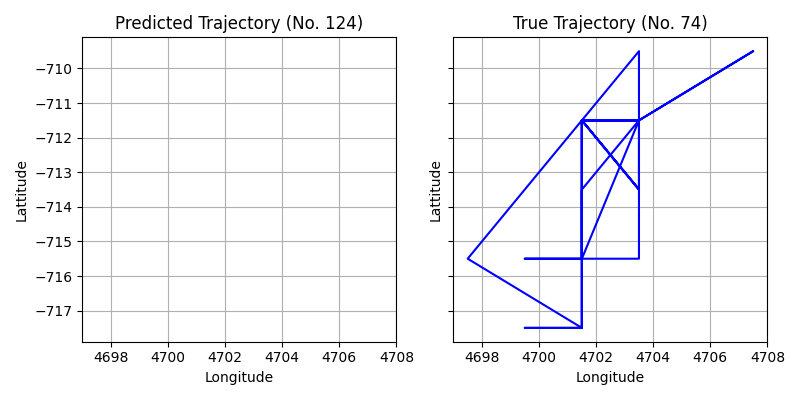 Predicted Trajectory (No. 124)
True Trajectory (No. 74)
Lattitude
−710
−711
−712
−713
−714
−715
−716
−717
4698 4700 4702 4704 4706 4708
Longitude
Lattitude
4698 4700 4702 4704 4706 4708
Longitude